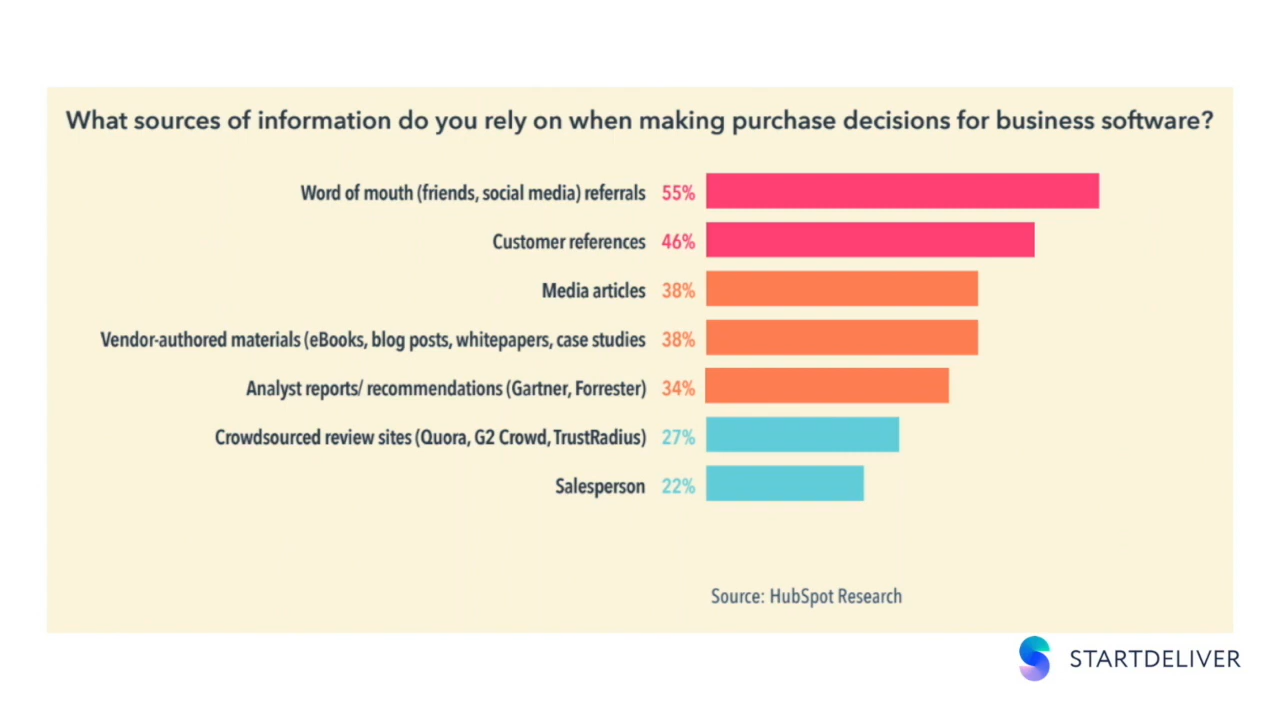 What sources of information do you rely on when making purchase decisions for business software?
Word of mouth (friends, social media) referrals 55%
Customer references 46%
Media articles 38%
Vendor-authored materials (eBooks, blog posts, whitepapers, case studies 38%
Analyst reports/ recommendations (Gartner, Forrester) 34%
Crowdsourced review sites (Quora, G2 Crowd, TrustRadius) 27%
Salesperson 22%
Source: HubSpot Research
STARTDELIVER